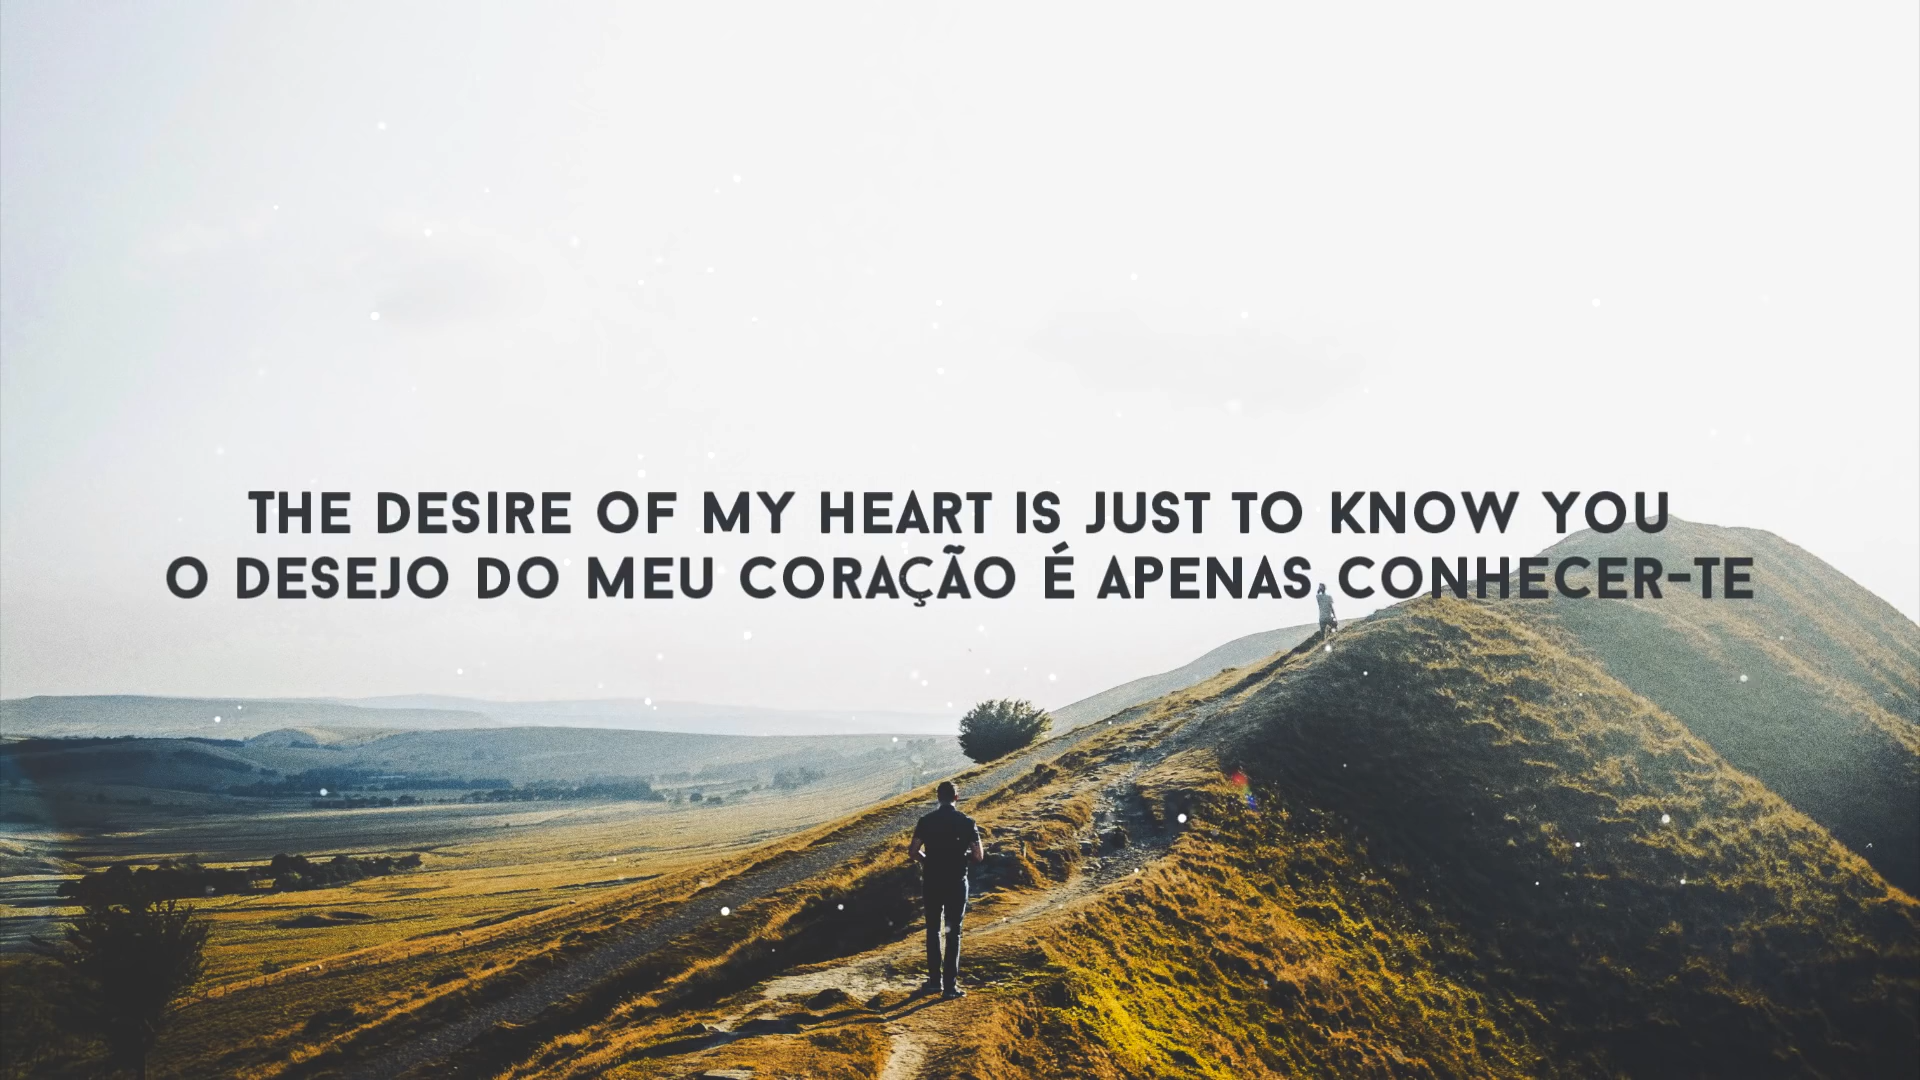 THE DESIRE OF MY HEART IS JUST TO KNOW YOU
O DESEJO DO MEU CORAÇÃO É APENAS CONHECER-TE